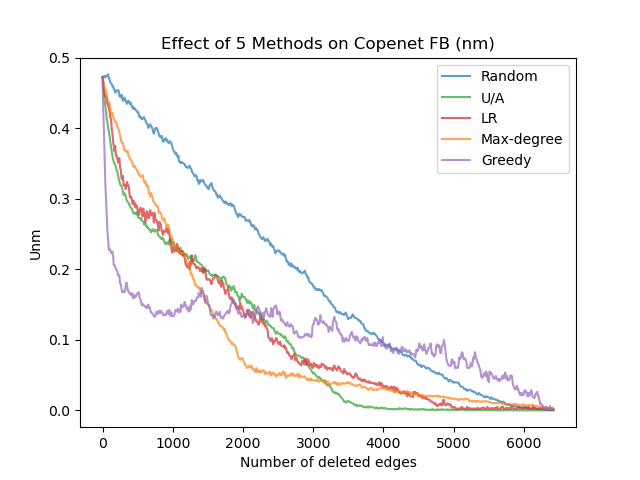 Effect of 5 Methods on Copenet FB (nm)
0.5
0.4
0.3
0.2
0.1
0.0
Unm
Random
U/A
LR
Max-degree
Greedy
0 1000 2000 3000 4000 5000 6000
Number of deleted edges